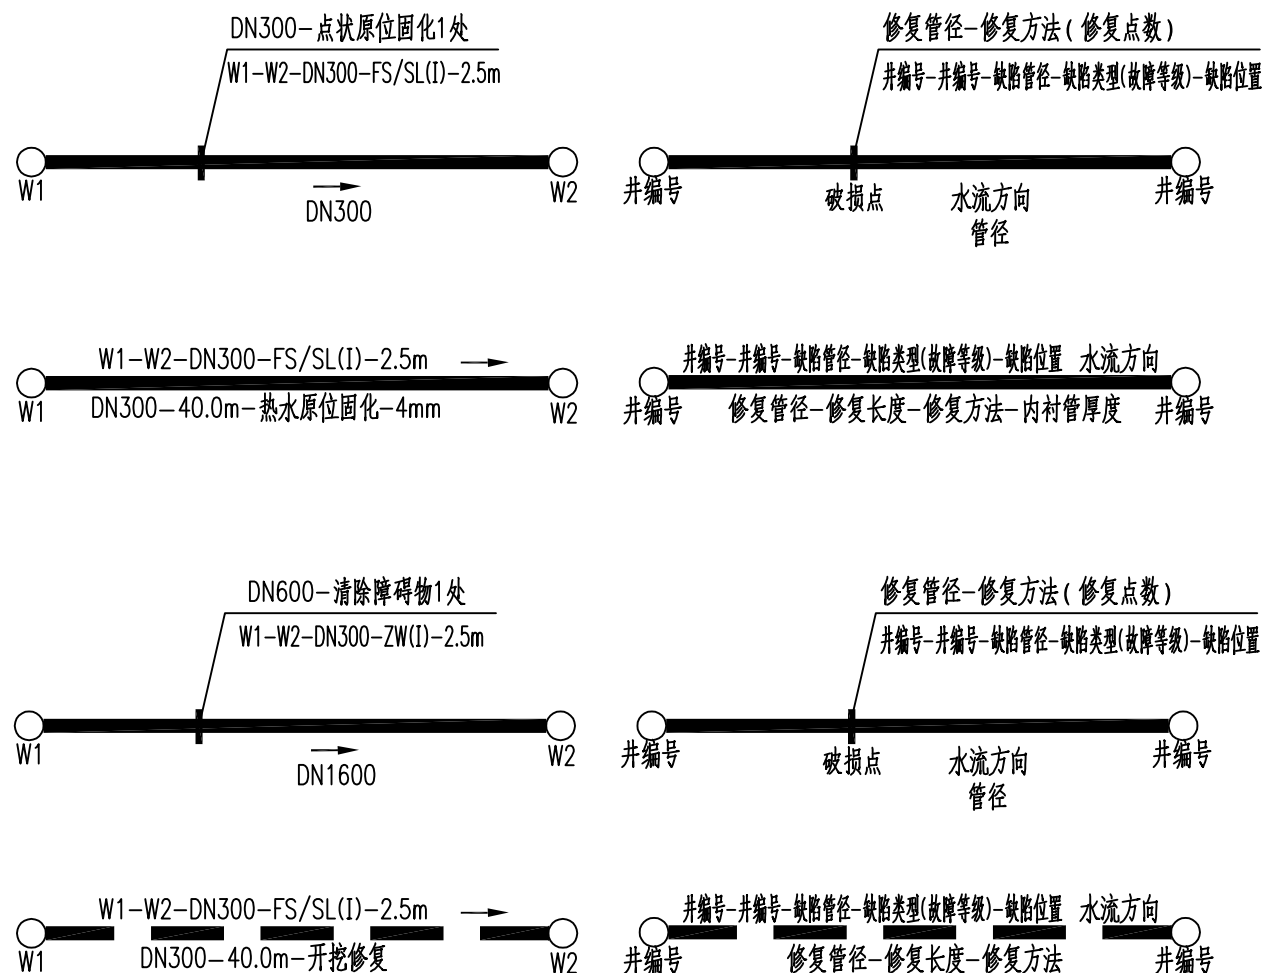 DN300-点状原位固化1处
W1-W2-DN300-FS/SL(I)-2.5m
W1
W2
DN300
修复管径-修复方法(修复点数)
井编号-井编号-缺陷管径-缺陷类型(故障等级)-缺陷位置
井编号
破损点
水流方向
井编号
管径
W1-W2-DN300-FS/SL(I)-2.5m
W1
DN300-40.0m-热水原位固化-4mm
W2
井编号-井编号-缺陷管径-缺陷类型(故障等级)-缺陷位置
水流方向
井编号
修复管径-修复长度-修复方法-内衬管厚度
井编号
DN600-清除障碍物1处
W1-W2-DN300-ZW(I)-2.5m
W1
W2
DN1600
修复管径-修复方法(修复点数)
井编号-井编号-缺陷管径-缺陷类型(故障等级)-缺陷位置
井编号
破损点
水流方向
井编号
管径
W1-W2-DN300-FS/SL(I)-2.5m
W1
DN300-40.0m-开挖修复
W2
井编号-井编号-缺陷管径-缺陷类型(故障等级)-缺陷位置
水流方向
井编号
修复管径-修复长度-修复方法
井编号